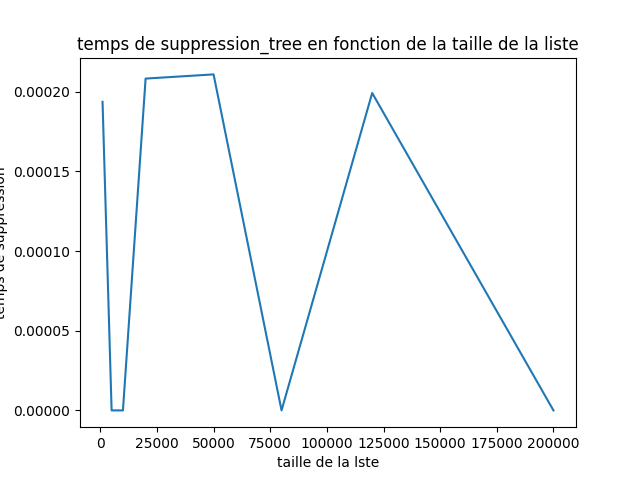 temps de suppression_tree en fonction de la taille de la liste
temps de suppression
0.00020
0.00015
0.00010
0.00005
0.00000
0 25000 50000 75000 100000 125000 150000 175000 200000
taille de la lste